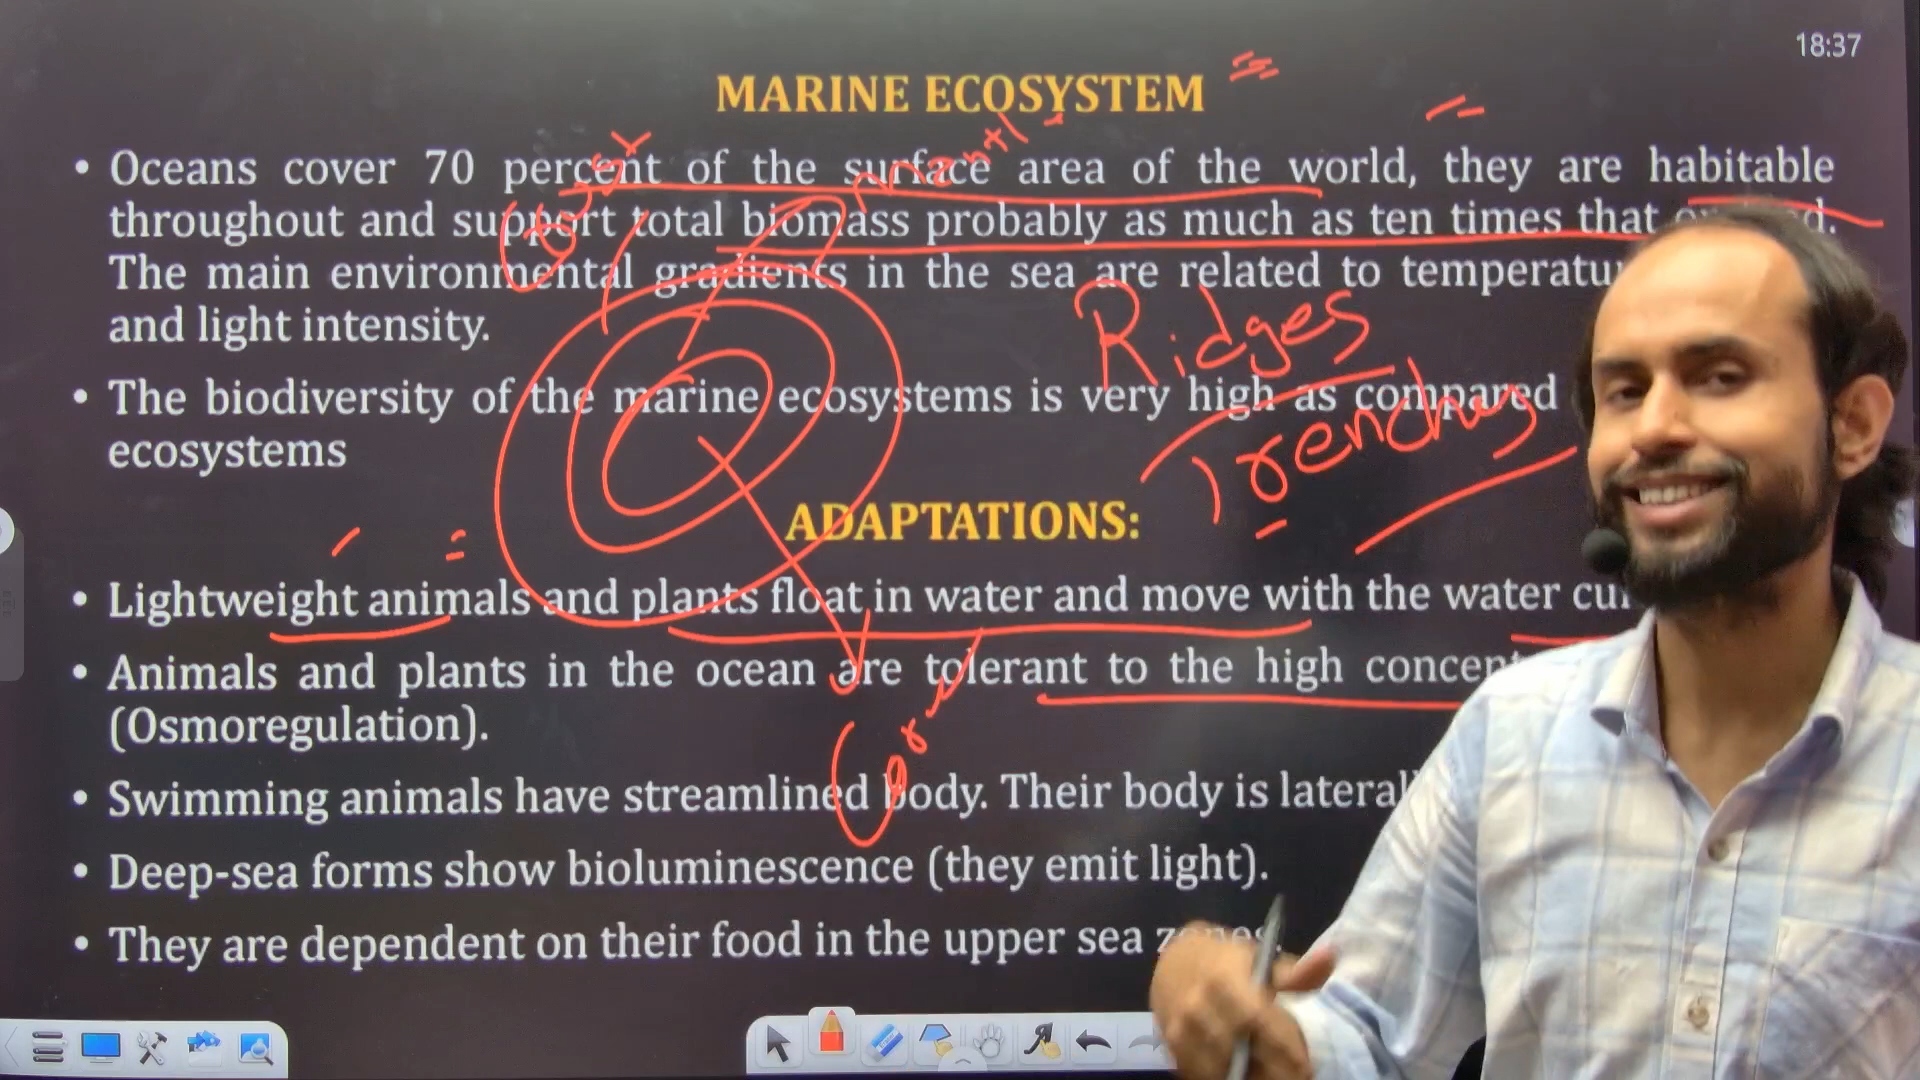 18:37
MARINE ECOSYSTEM
• Oceans cover 70 percent of the surface area of the world, they are habitable
throughout and support total biomass probably as much as ten times that
The main environmental gradients in the sea are related to
and light intensity.
• The biodiversity of the marine ecosystems is very high as compared
ecosystems
Crust
Mantl
Ridges
Trenchs
ADAPTATIONS:
• Lightweight animals and plants float in water and move with the water
• Animals and plants in the ocean are tolerant to the high
(Osmoregulation).
Core
• Swimming animals have streamlined body. Their body is
• Deep-sea forms show bioluminescence (they emit light).
• They are dependent on their food in the upper sea zones.